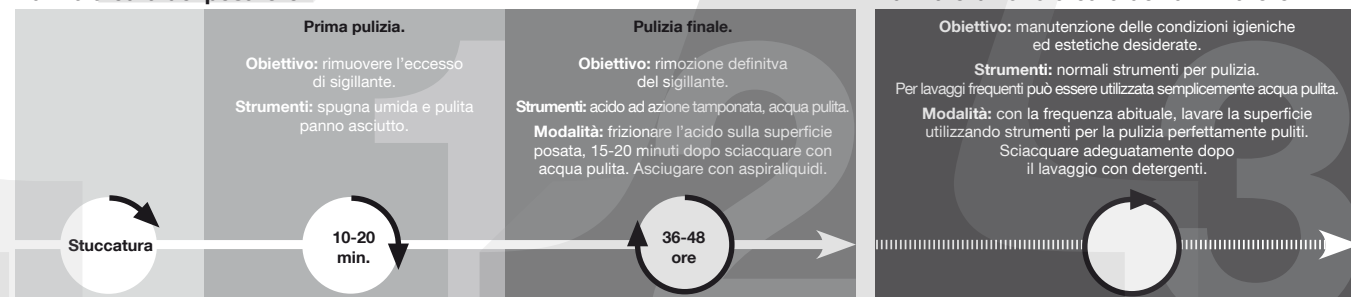 Prima pulizia.
Obiettivo: rimuovere l'eccesso
di sigillante.
Strumenti: spugna umida e pulita
panno asciutto.
Pulizia finale.
Obiettivo: rimozione definitva
del sigillante.
Strumenti: acido ad azione tamponata, acqua pulita.
Modalità: frizionare l'acido sulla superficie
posata, 15-20 minuti dopo sciacquare con
acqua pulita. Asciugare con aspiraliquidi.
Obiettivo: manutenzione delle condizioni igieniche
ed estetiche desiderate.
Strumenti: normali strumenti per pulizia.
Per lavaggi frequenti può essere utilizzata semplicemente acqua pulita.
Modalità: con la frequenza abituale, lavare la superficie
utilizzando strumenti per la pulizia perfettamente puliti.
Sciacquare adeguatamente dopo
il lavaggio con detergenti.
Stuccatura
10-20
min.
36-48
ore
1
2
3